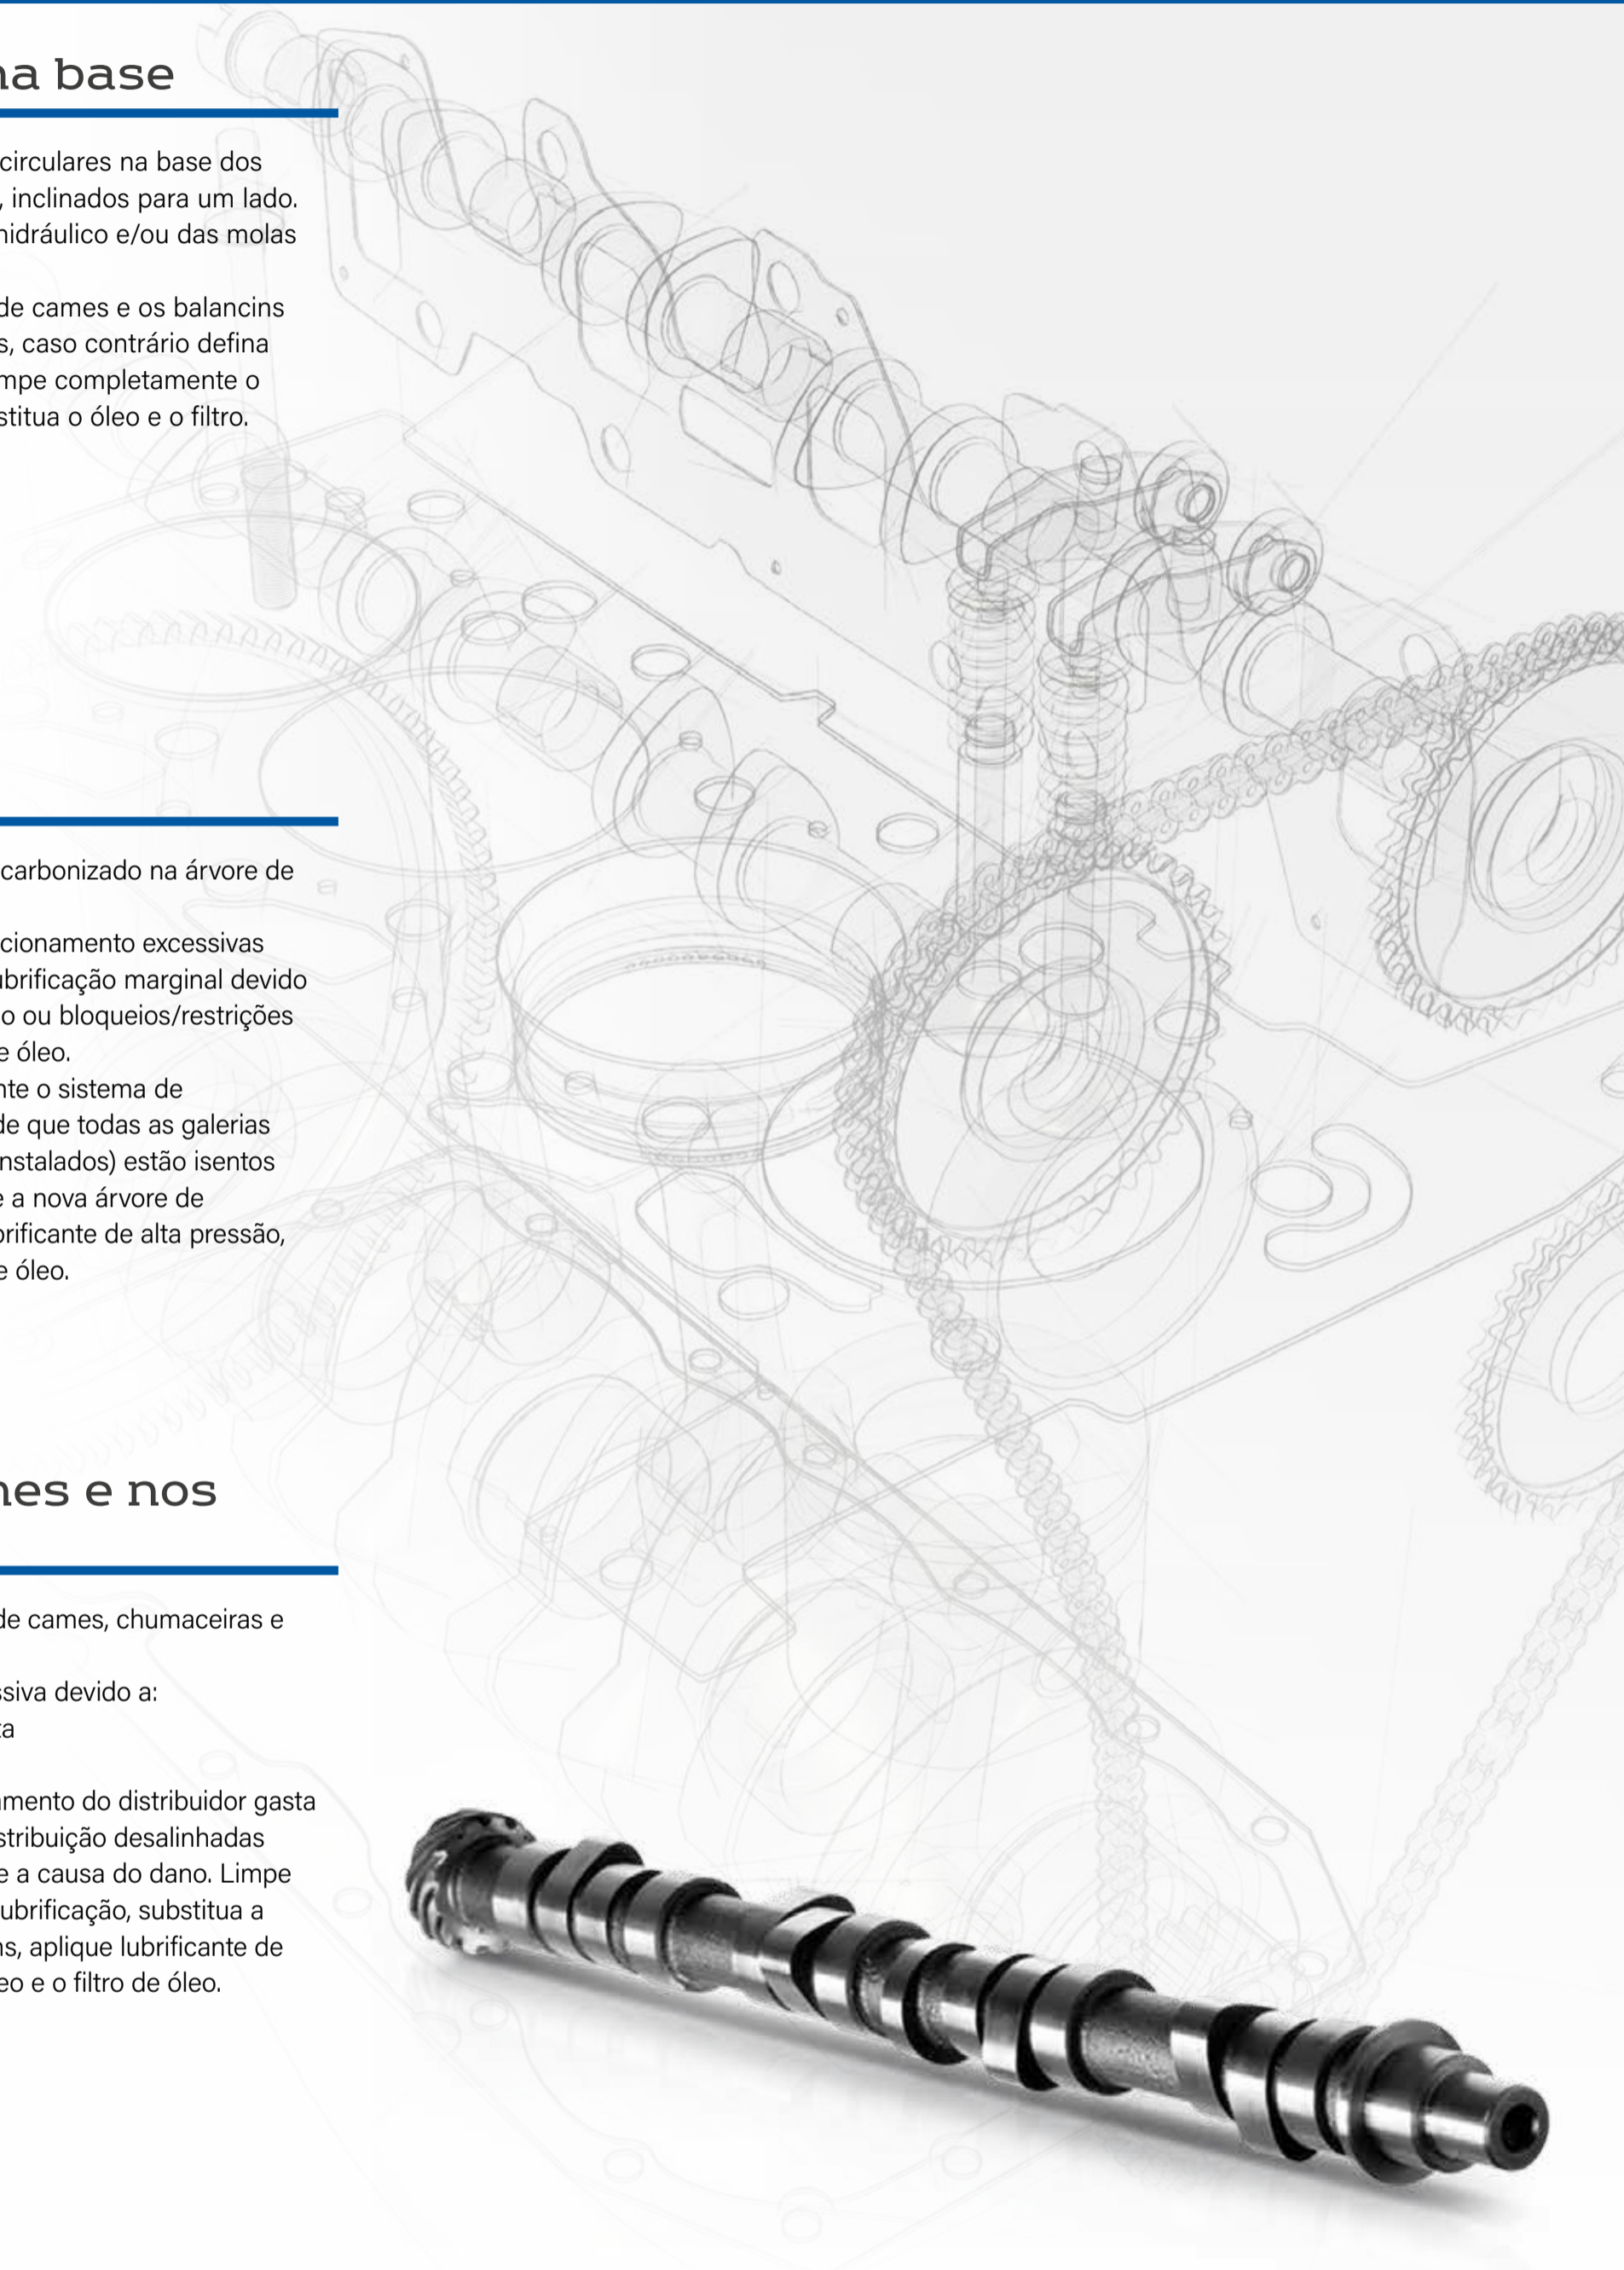 na base
circulares na base dos
, inclinados para um lado.
hidráulico e/ou das molas
de cames e os balancins
s, caso contrário defina
mpe completamente o
stitua o óleo e o filtro.
carbonizado na árvore de
cionamento excessivas
ubrificação marginal devido
o ou bloqueios/restrições
e óleo.
nte o sistema de
de que todas as galerias
nstalados) estão isentos
e a nova árvore de
brificante de alta pressão,
e óleo.
nes e nos
de cames, chumaceiras e
ssiva devido a:
ta
amento do distribuidor gasta
stribuição desalinhadas
e a causa do dano. Limpe
ubrificação, substitua a
ns, aplique lubrificante de
eo e o filtro de óleo.